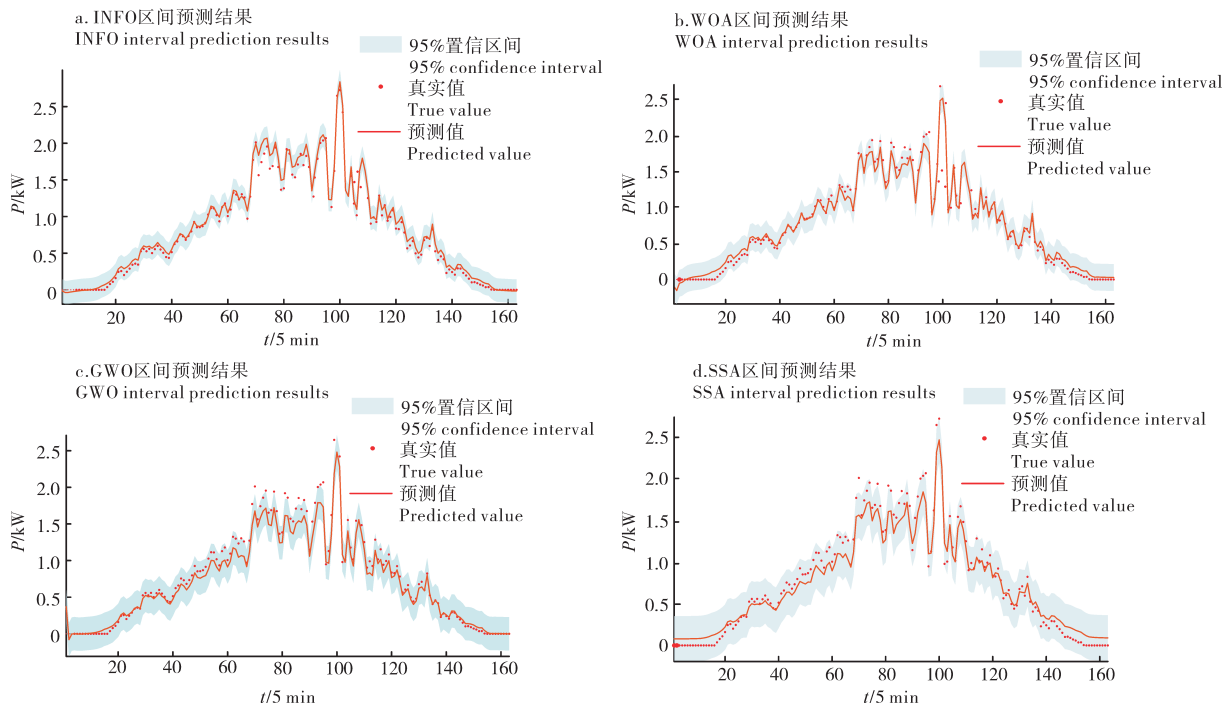 a. INFO区间预测结果
INFO interval prediction results
95%置信区间
95% confidence interval
真实值
True value
预测值
Predicted value
P/kW
2.5
2.0
1.5
1.0
0.5
0
20
40
60
80
100
120
140
160
t/5 min
b.WOA区间预测结果
WOA interval prediction results
95%置信区间
95% confidence interval
真实值
True value
预测值
Predicted value
P/kW
2.5
2.0
1.5
1.0
0.5
0
20
40
60
80
100
120
140
160
t/5 min
c.GWO区间预测结果
GWO interval prediction results
95%置信区间
95% confidence interval
真实值
True value
预测值
Predicted value
P/kW
2.5
2.0
1.5
1.0
0.5
0
20
40
60
80
100
120
140
160
t/5 min
d.SSA区间预测结果
SSA interval prediction results
95%置信区间
95% confidence interval
真实值
True value
预测值
Predicted value
P/kW
2.5
2.0
1.5
1.0
0.5
0
20
40
60
80
100
120
140
160
t/5 min